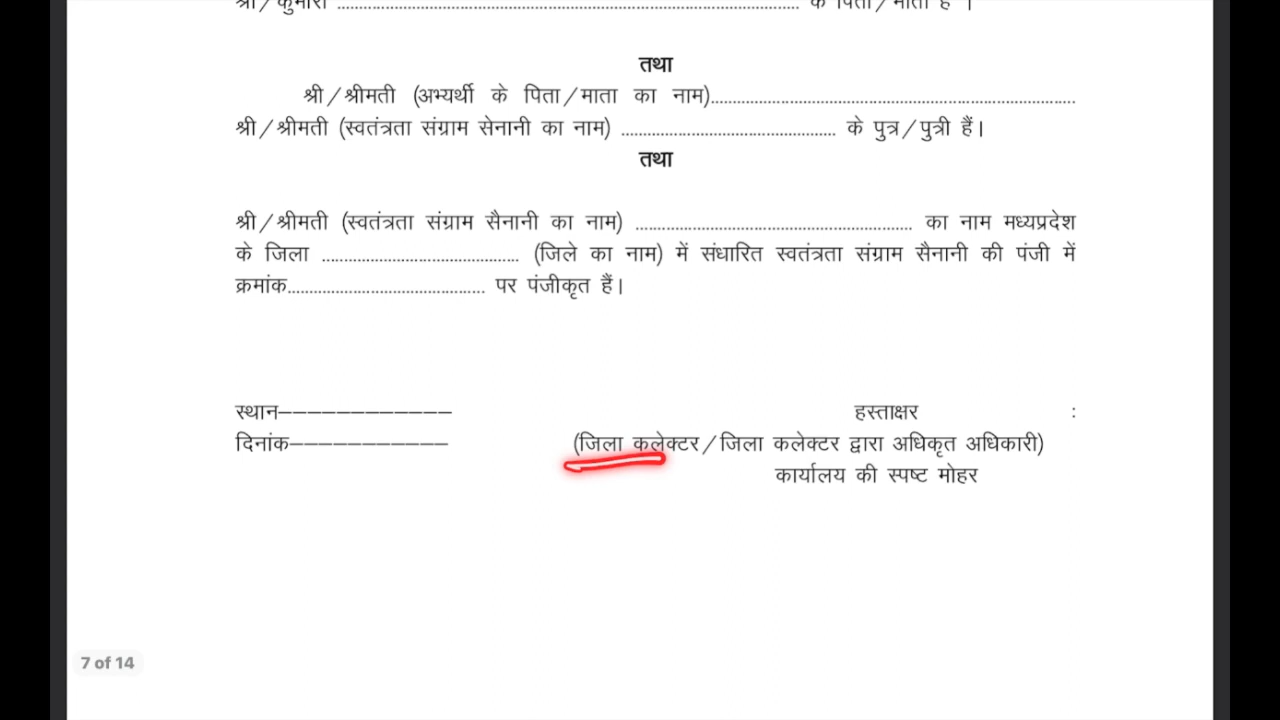 श्री/कुमारी ........................................................................................................... के पिता/माता हैं ।
तथा
श्री/श्रीमती (अभ्यर्थी के पिता/माता का नाम)....................................................................................
श्री/श्रीमती (स्वतंत्रता संग्राम सेनानी का नाम) ................................................. के पुत्र/पुत्री हैं।
तथा
श्री/श्रीमती (स्वतंत्रता संग्राम सैनानी का नाम) ................................................................ का नाम मध्यप्रदेश
के जिला .............................................. (जिले का नाम) में संधारित स्वतंत्रता संग्राम सैनानी की पंजी में
क्रमांक.............................................. पर पंजीकृत हैं।
स्थान–––––––––––– हस्ताक्षर :
दिनांक––––––––––– (जिला कलेक्टर/जिला कलेक्टर द्वारा अधिकृत अधिकारी)
कार्यालय की स्पष्ट मोहर
7 of 14